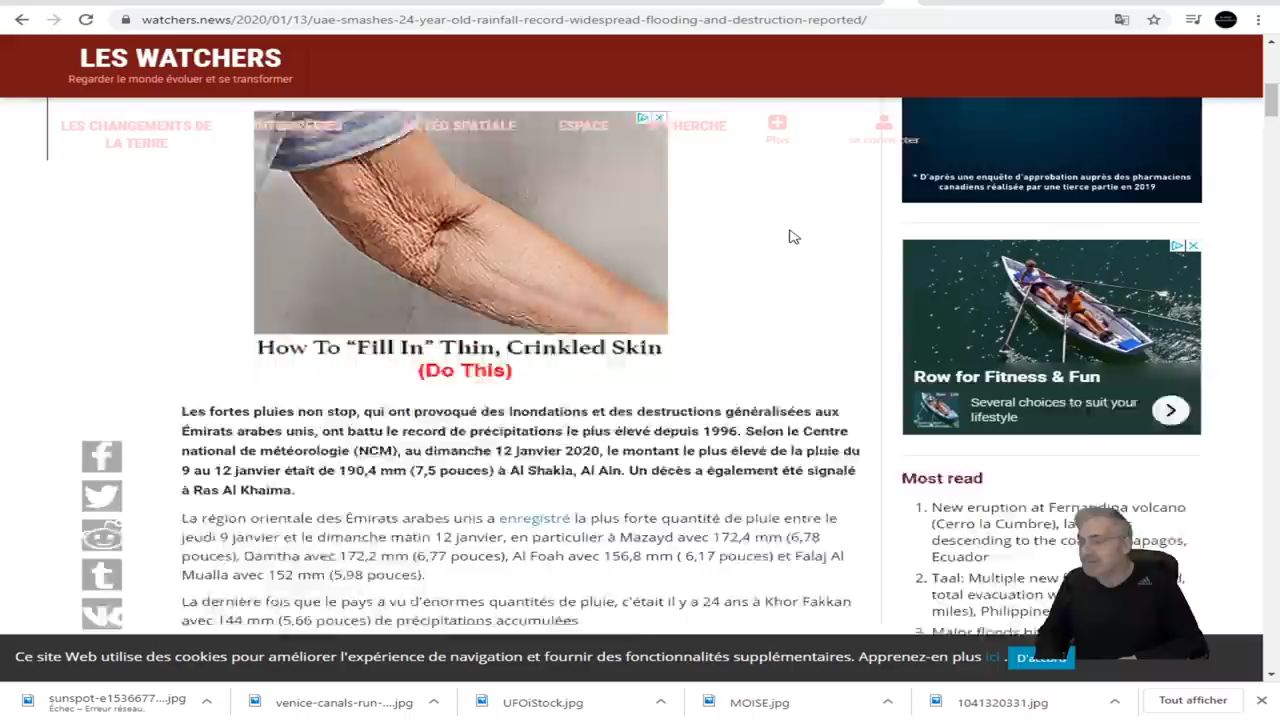 watchers.news/2020/01/13/uae-smashes-24-year-old-rainfall-record-widespread-flooding-and-destruction-reported/
LES WATCHERS
Regarder le monde évoluer et se transformer
LES CHANGEMENTS DE
LA TERRE
SPATIALE
ESPACE
Plus
se connecter
* D'après une enquête d'approbation auprès des pharmaciens
canadiens réalisée par une tierce partie en 2019
How To “Fill In” Thin, Crinkled Skin
(Do This)
Row for Fitness & Fun
Several choices to suit your
lifestyle
Les fortes pluies non stop, qui ont provoqué des inondations et des destructions généralisées aux
Émirats arabes unis, ont battu le record de précipitations le plus élevé depuis 1996. Selon le Centre
national de météorologie (NCM), au dimanche 12 janvier 2020, le montant le plus élevé de la pluie du
9 au 12 janvier était de 190,4 mm (7,5 pouces) à Al Shakla, Al Ain. Un décès a également été signalé
à Ras Al Khaima.
La région orientale des Émirats arabes unis a enregistré la plus forte quantité de pluie entre le
jeudi 9 janvier et le dimanche matin 12 janvier, en particulier à Mazayd avec 172,4 mm (6,78
pouces), Damtha avec 172,2 mm (6,77 pouces), Al Foah avec 156,8 mm ( 6,17 pouces) et Falaj Al
Mualla avec 152 mm (5,98 pouces).
La dernière fois que le pays a vu d'énormes quantités de pluie, c'était il y a 24 ans à Khor Fakkan
avec 144 mm (5,66 pouces) de précipitations accumulées
Most read
1. New eruption at Fernandina volcano
(Cerro la Cumbre), la
descending to the co
Ecuador
2. Taal: Multiple new
total evacuation
miles), Philippine
3. Major floods
Ce site Web utilise des cookies pour améliorer l'expérience de navigation et fournir des fonctionnalités supplémentaires. Apprenez-en plus ici . D'accord
sunspot-e1536677....jpg
Échec – Erreur réseau.
venice-canals-run-....jpg
UFOiStock.jpg
MOISE.jpg
1041320331.jpg
Tout afficher